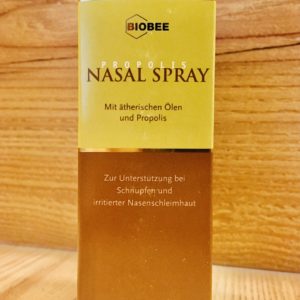 BIOBEE
PROPOLIS
NASAL SPRAY
Mit ätherischen Ölen
und Propolis
Zur Unterstützung bei
Schnupfen und
irritierter Nasenschleimhaut